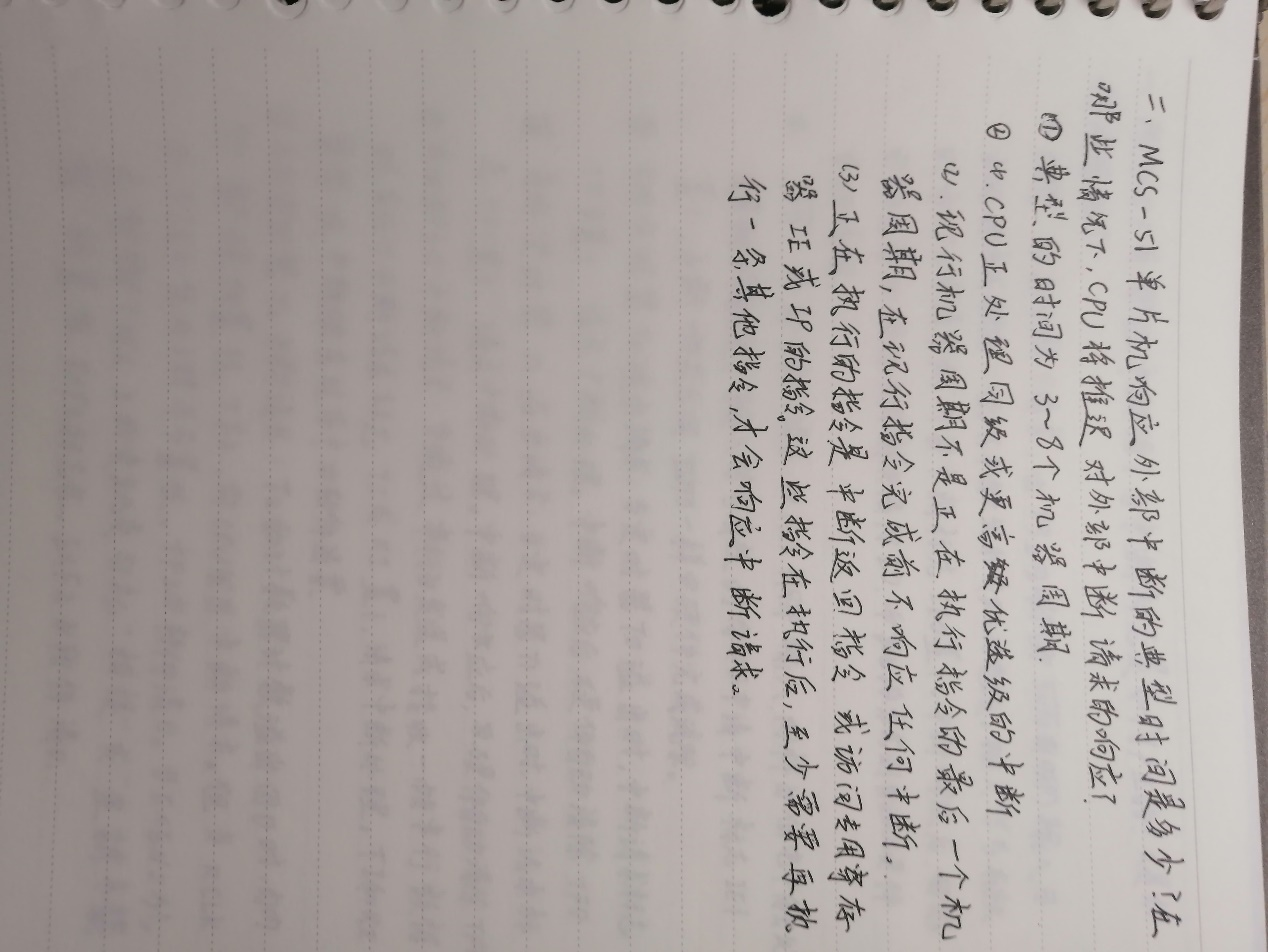 二、MCS-51单片机响应外部中断的典型时间是多少?在
哪些情况下,CPU将推迟对外部中断请求的响应?
① 典型的时间为 3~8个机器周期.
② (1).CPU正处理同级或更高级优选级的中断
(2).现行机器周期不是正在执行指令的最后一个机
器周期,在现行指令完成前不响应任何中断.
(3) 正在执行的指令是中断返回指令或访问专用寄存
器IE或IP的指令。这些指令在执行后,至少需要再执
行一条其他指令,才会响应中断请求。